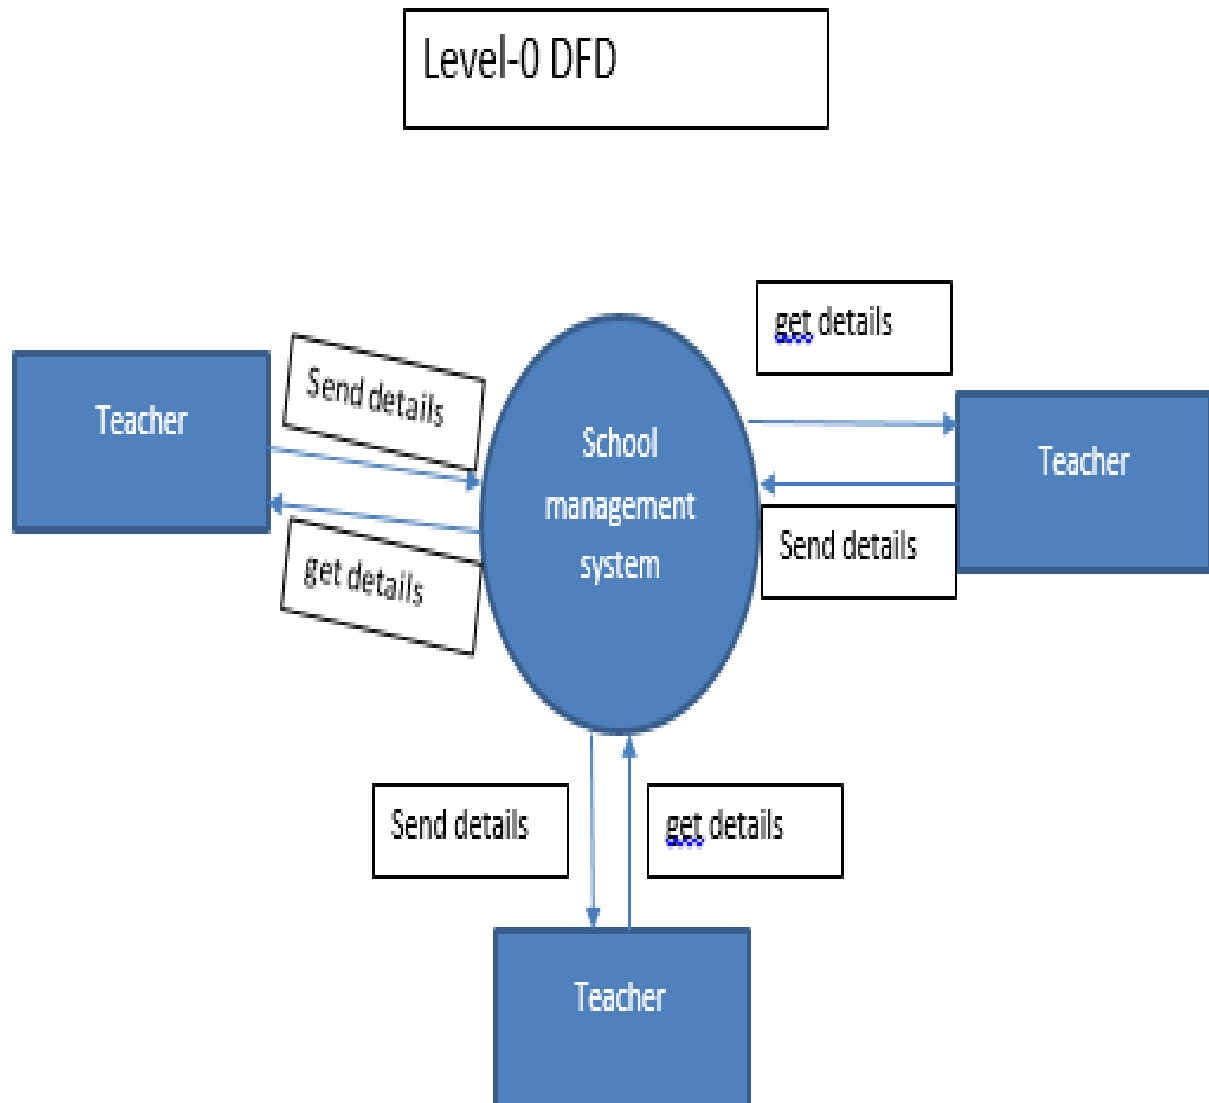 Level-0 DFD
get details
Send details
Teacher
School
management
system
Teacher
Send details
get details
Send details
get details
Teacher